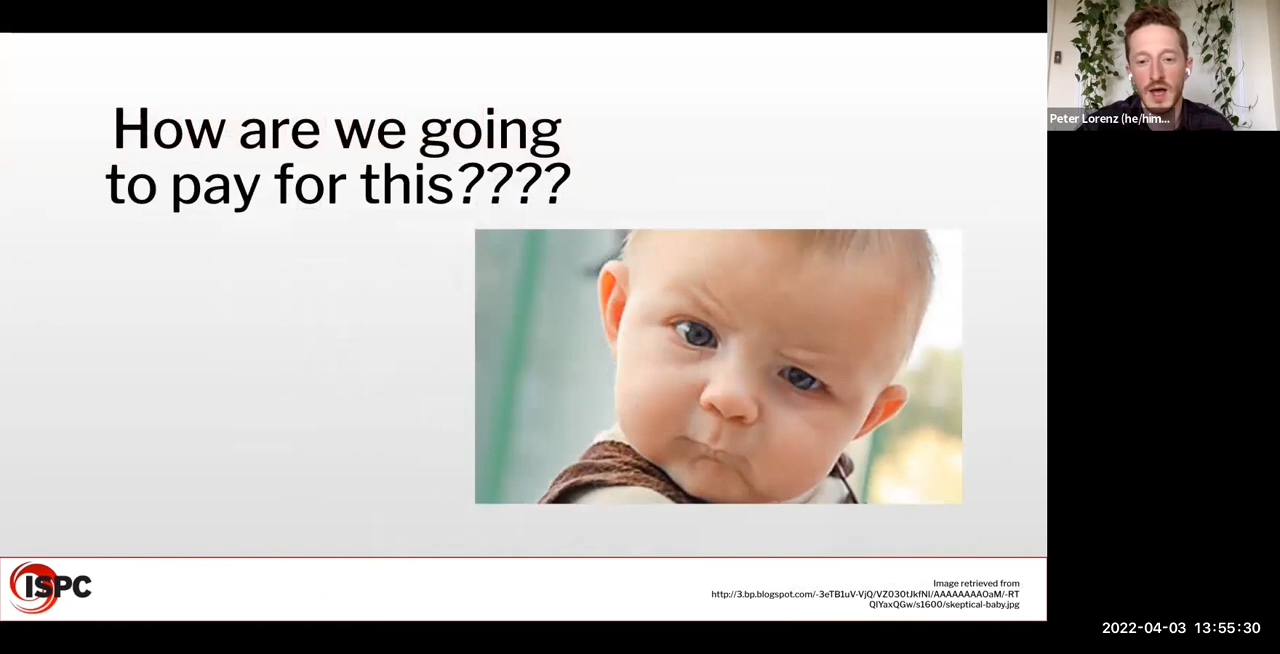 How are we going
to pay for this????
Peter Lorenz (he/him...
ISPC
Image retrieved from
http://3.bp.blogspot.com/-3eTB1uV-VjQ/VZ030tJkfNI/AAAAAAAAOaM/-RT
QIYaxQGw/s1600/skeptical-baby.jpg
2022-04-03 13:55:30